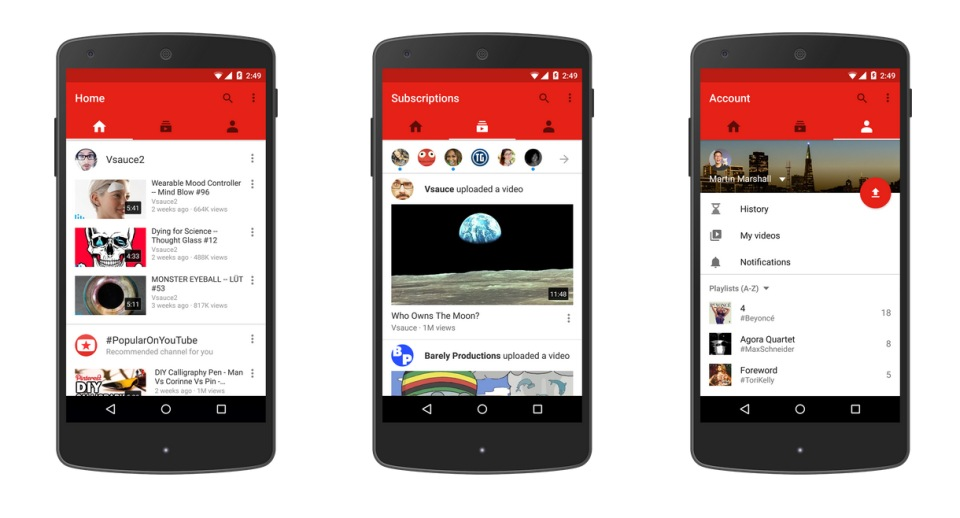 2:49
Home
Vsauce2
Wearable Mood Controller
-- Mind Blow #96
Vsauce2
2 weeks ago · 664K views
5:41
Dying for Science --
Thought Glass #12
Vsauce2
2 weeks ago · 488K views
4:33
MONSTER EYEBALL -- LÜT
#53
Vsauce2
3 weeks ago · 817K views
5:11
#PopularOnYouTube
Recommended channel for you
Pinterest
DIY
DIY Calligraphy Pen - Man
Vs Corinne Vs Pin -...
2 weeks ago · 1M views
2:49
Subscriptions
TG
Vsauce uploaded a video
11:48
Who Owns The Moon?
Vsauce · 1M views
BP
Barely Productions uploaded a video
2:49
Account
Martin Marshall
History
My videos
Notifications
Playlists (A-Z)
4
#Beyoncé
18
Agora Quartet
#MaxSchneider
8
Foreword
#ToriKelly
5